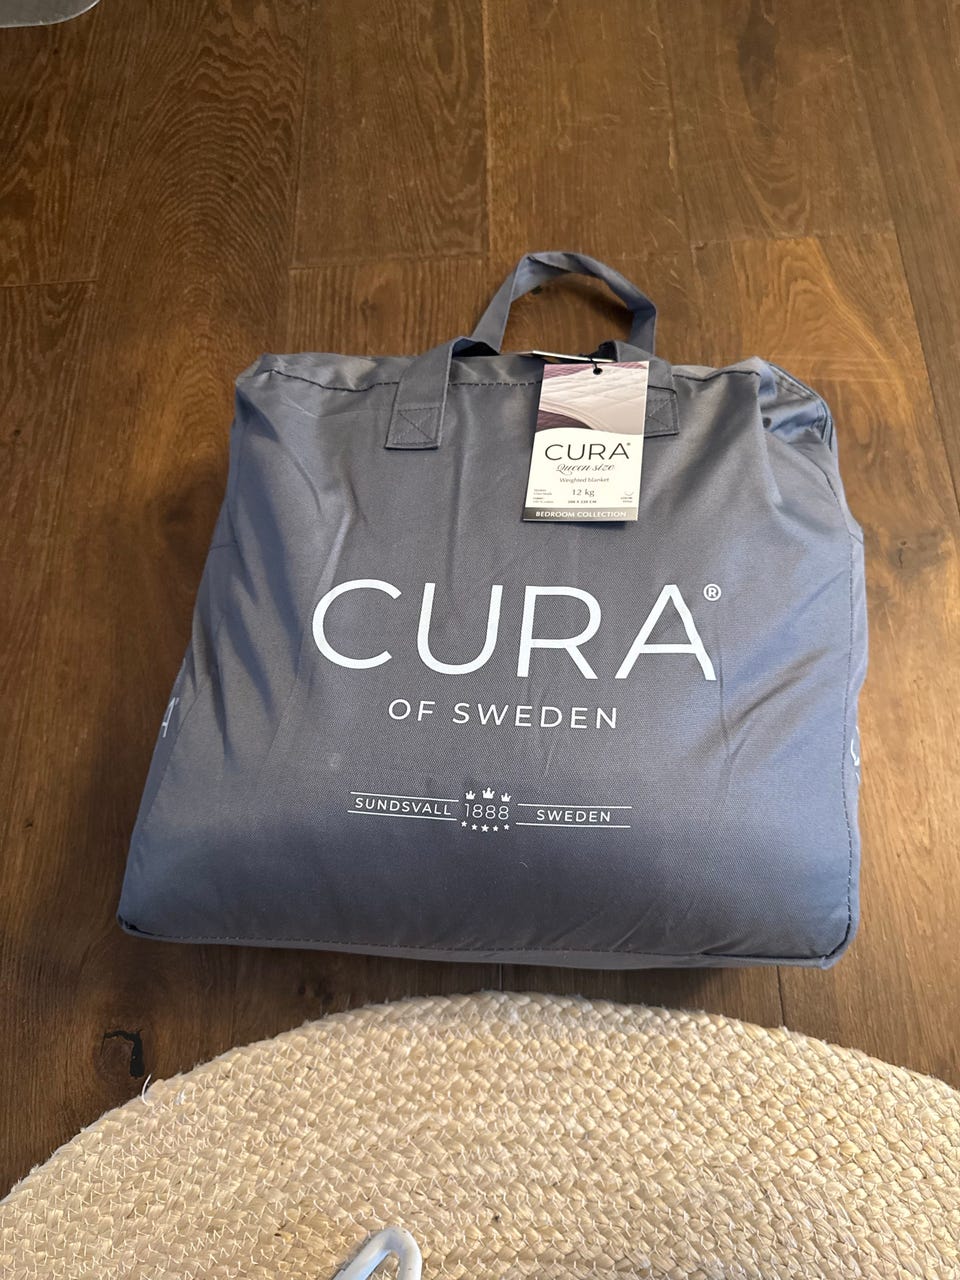 CURA®
Queen size
Weighted blanket
12 kg
BEDROOM COLLECTION
CURA®
OF SWEDEN
SUNDSVALL 1888 SWEDEN